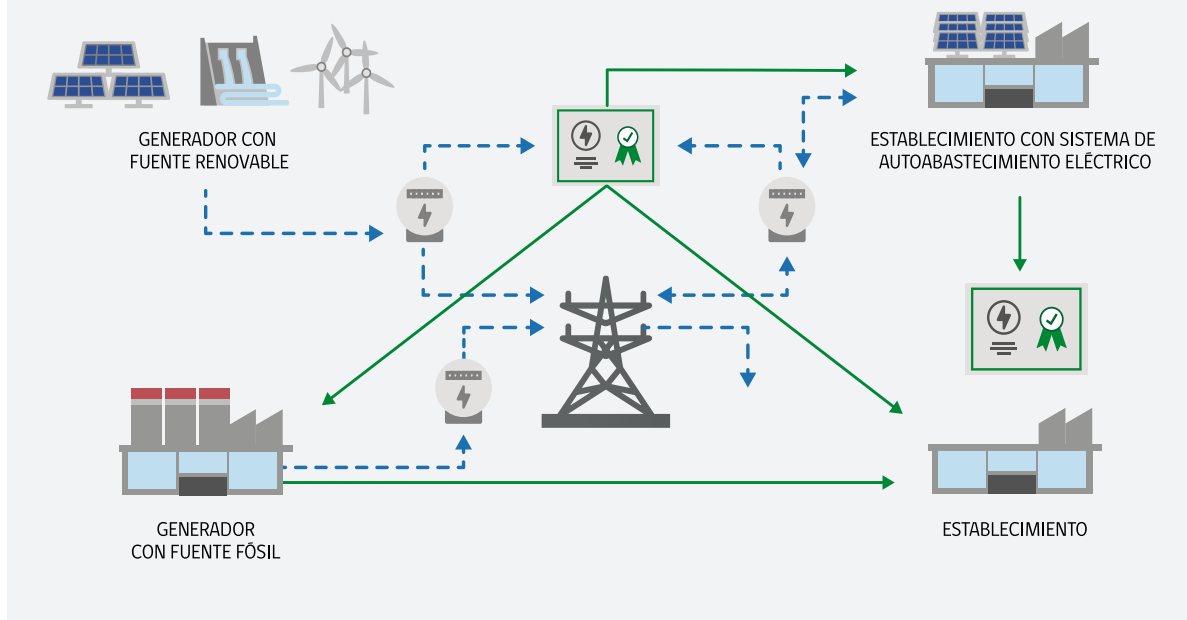 GENERADOR CON
FUENTE RENOVABLE
ESTABLECIMIENTO CON SISTEMA DE
AUTOABASTECIMIENTO ELÉCTRICO
GENERADOR
CON FUENTE FÓSIL
ESTABLECIMIENTO